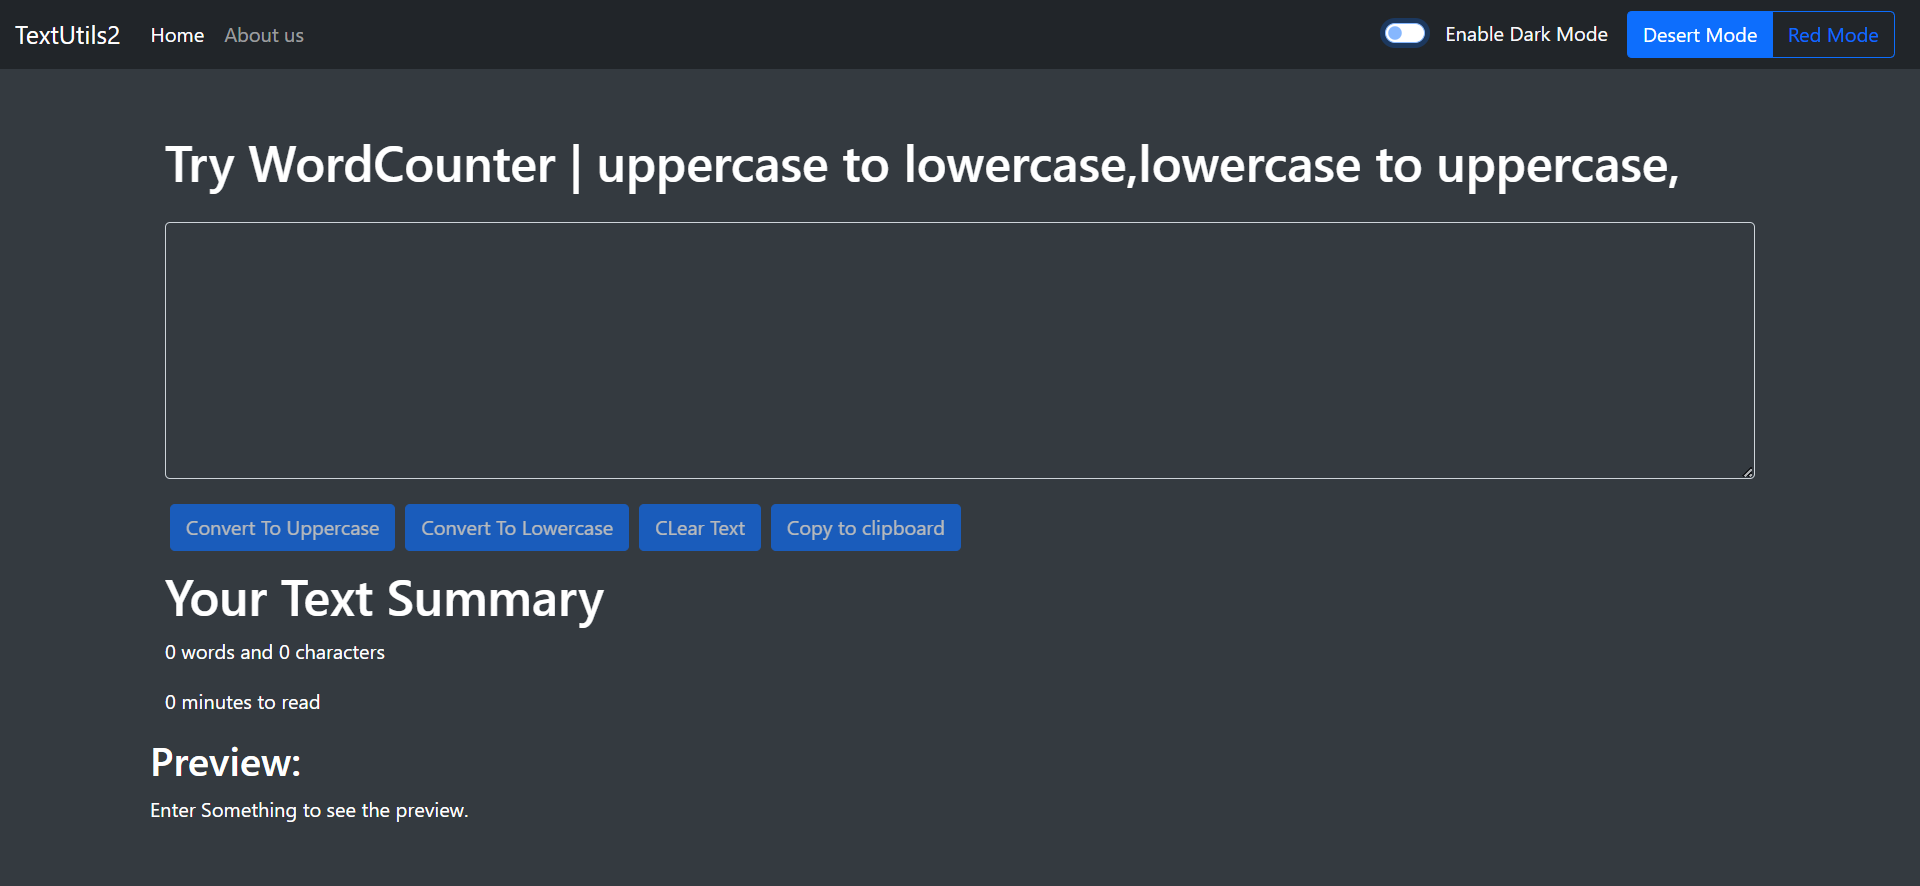 TextUtils2 Home About us Enable Dark Mode Desert Mode Red Mode
Try WordCounter | uppercase to lowercase,lowercase to uppercase,
Convert To Uppercase Convert To Lowercase CLear Text Copy to clipboard
Your Text Summary
0 words and 0 characters
0 minutes to read
Preview:
Enter Something to see the preview.